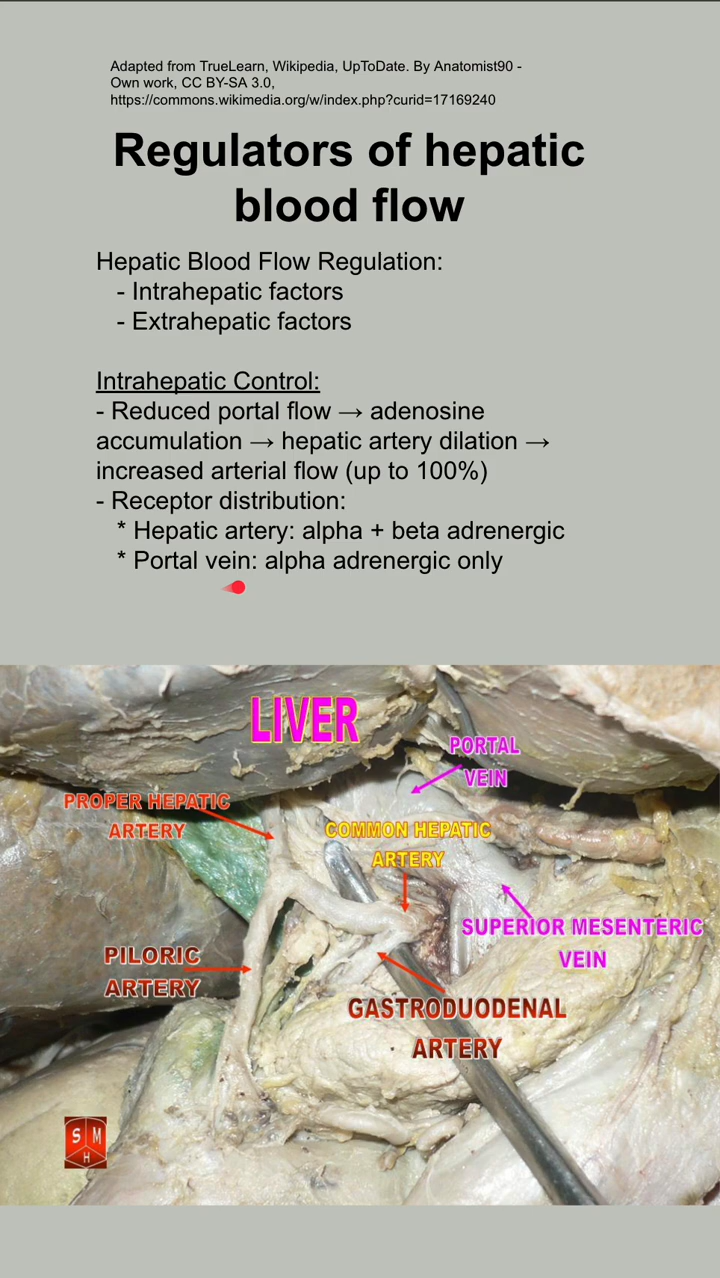 Adapted from TrueLearn, Wikipedia, UpToDate. By Anatomist90 -
Own work, CC BY-SA 3.0,
https://commons.wikimedia.org/w/index.php?curid=17169240
Regulators of hepatic
blood flow
Hepatic Blood Flow Regulation:
- Intrahepatic factors
- Extrahepatic factors
Intrahepatic Control:
- Reduced portal flow → adenosine
accumulation → hepatic artery dilation →
increased arterial flow (up to 100%)
- Receptor distribution:
* Hepatic artery: alpha + beta adrenergic
* Portal vein: alpha adrenergic only
LIVER
PORTAL
VEIN
PROPER HEPATIC
ARTERY
COMMON HEPATIC
ARTERY
SUPERIOR MESENTERIC
VEIN
PILORIC
ARTERY
GASTRODUODENAL
ARTERY
S M
H